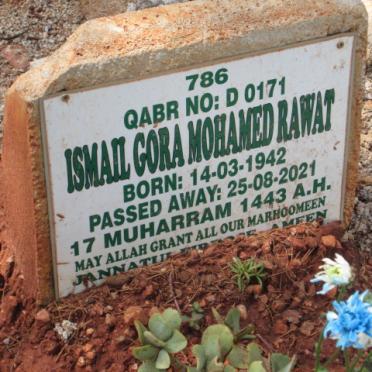 786
QABR NO: D 0171
ISMAIL GORA MOHAMED RAWAT
BORN: 14-03-1942
PASSED AWAY: 25-08-2021
17 MUHARRAM 1443 A.H.
MAY ALLAH GRANT ALL OUR MARHOOMEEN
AMEEN